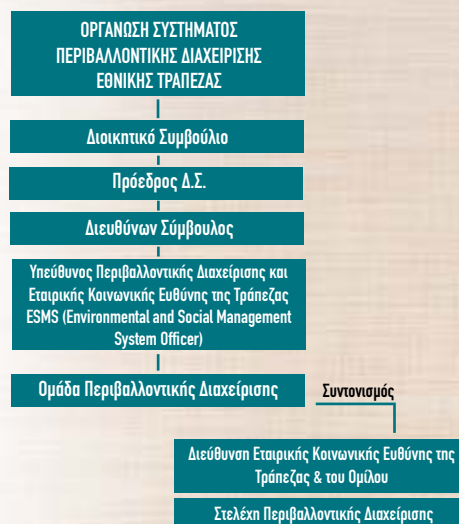 ΟΡΓΑΝΩΣΗ ΣΥΣΤΗΜΑΤΟΣ
ΠΕΡΙΒΑΛΛΟΝΤΙΚΗΣ ΔΙΑΧΕΙΡΙΣΗΣ
ΕΘΝΙΚΗΣ ΤΡΑΠΕΖΑΣ
Διοικητικό Συμβούλιο
Πρόεδρος Δ.Σ.
Διευθύνων Σύμβουλος
Υπεύθυνος Περιβαλλοντικής Διαχείρισης και
Εταιρικής Κοινωνικής Ευθύνης της Τράπεζας
ESMS (Environmental and Social Management
System Officer)
Ομάδα Περιβαλλοντικής Διαχείρισης
Συντονισμός
Διεύθυνση Εταιρικής Κοινωνικής Ευθύνης της
Τράπεζας & του Ομίλου
Στελέχη Περιβαλλοντικής Διαχείρισης